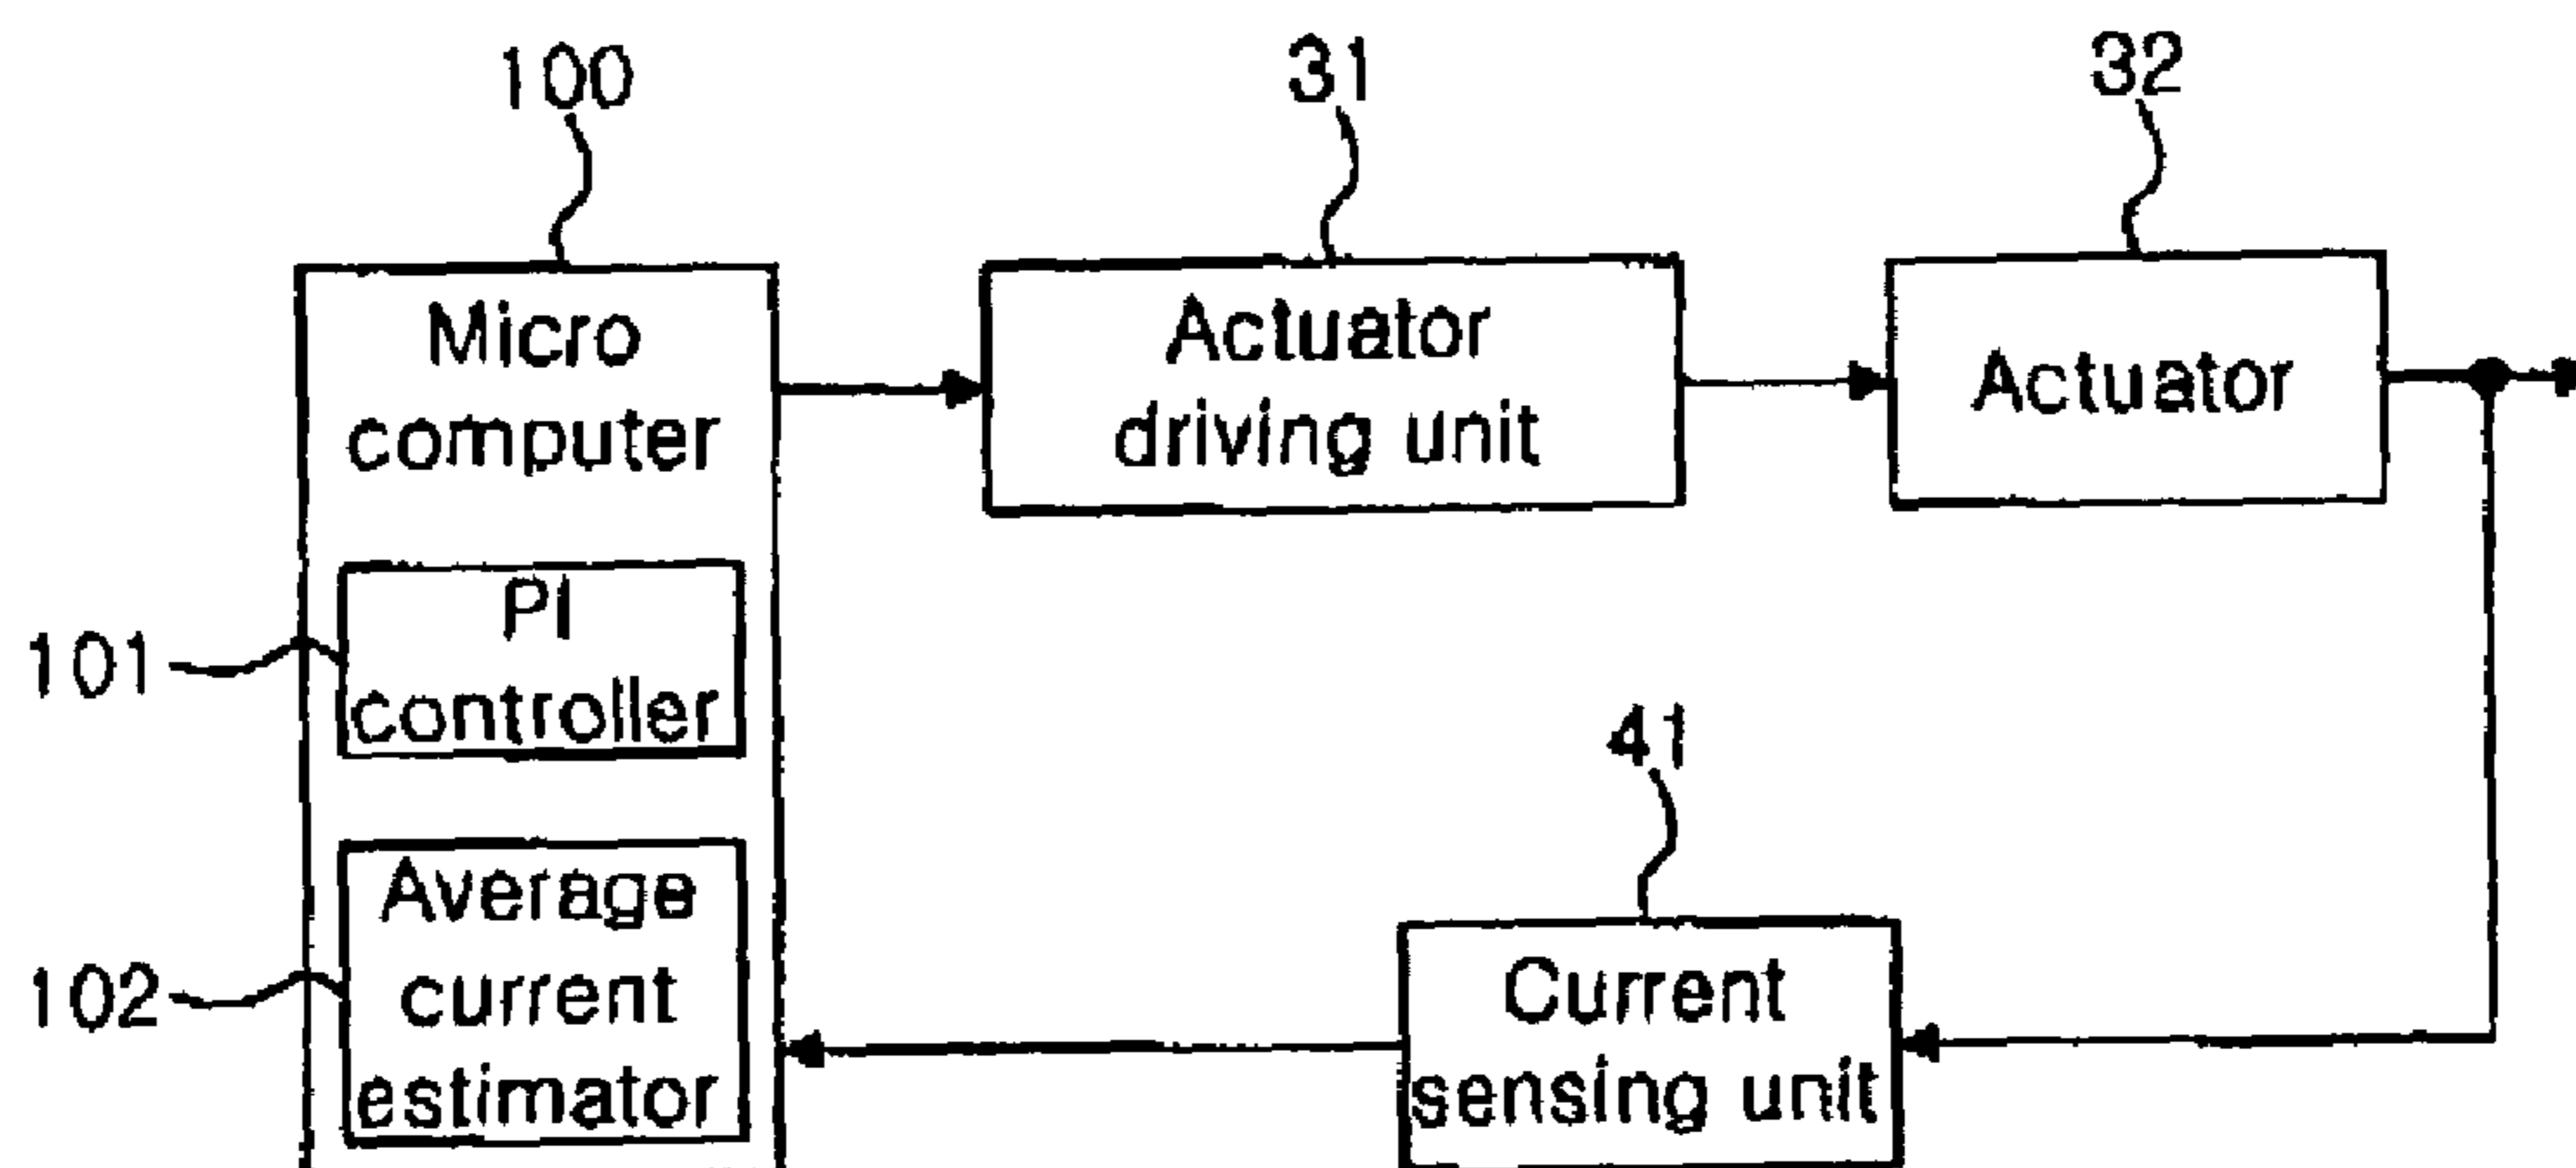 100
31
32
Micro
computer
Actuator
driving unit
Actuator
PI
controller
101
41
Average
current
estimator
102
Current
sensing unit